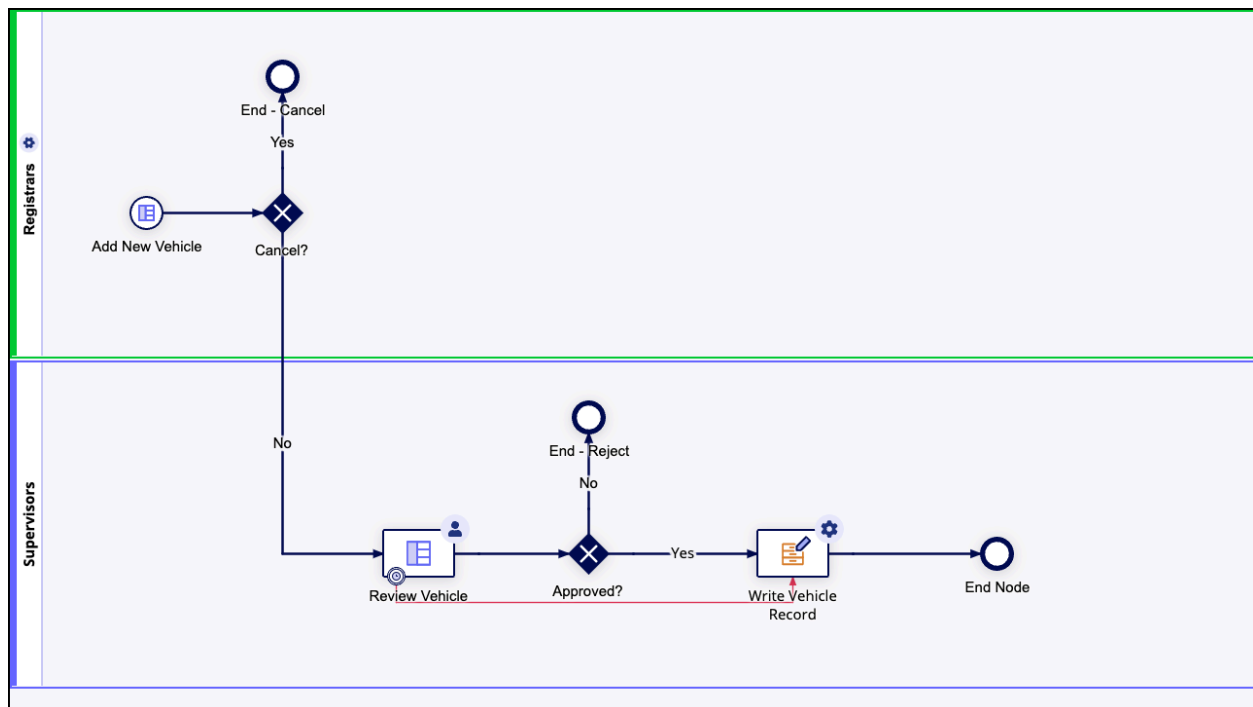 Registrars
End - Cancel
Yes
Add New Vehicle
Cancel?
No
Supervisors
End - Reject
No
Review Vehicle
Approved?
Yes
Write Vehicle
Record
End Node